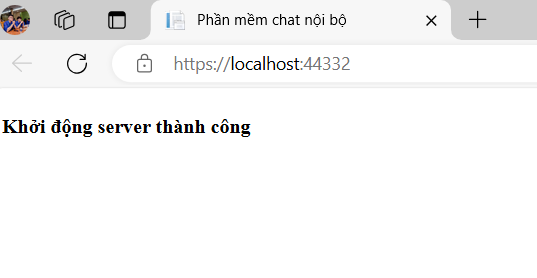 Phần mềm chat nội bộ
https://localhost:44332
Khởi động server thành công